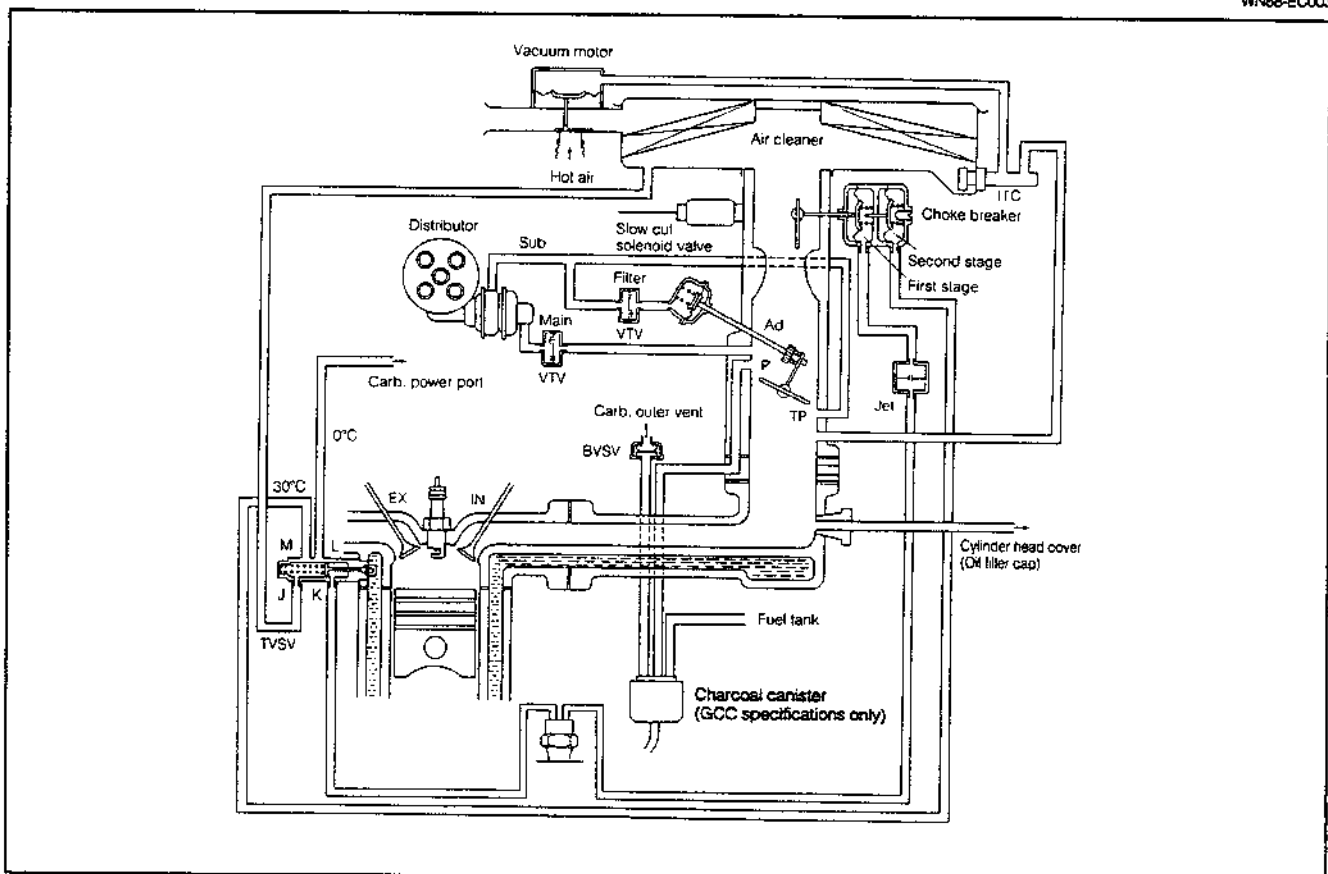 Vacuum motor
Air cleaner
Hot air
ITC
Choke breaker
Slow cut
solenoid valve
Distributor
Sub
Second stage
First stage
Filter
Main
VTV
Ad
VTV
P
Carb. power port
Jet
TP
Carb. outer vent
0°C
BVSV
30°C
EX
IN
M
L
Cylinder head cover
(Oil filler cap)
J
K
Fuel tank
TVSV
Charcoal canister
(GCC specifications only)